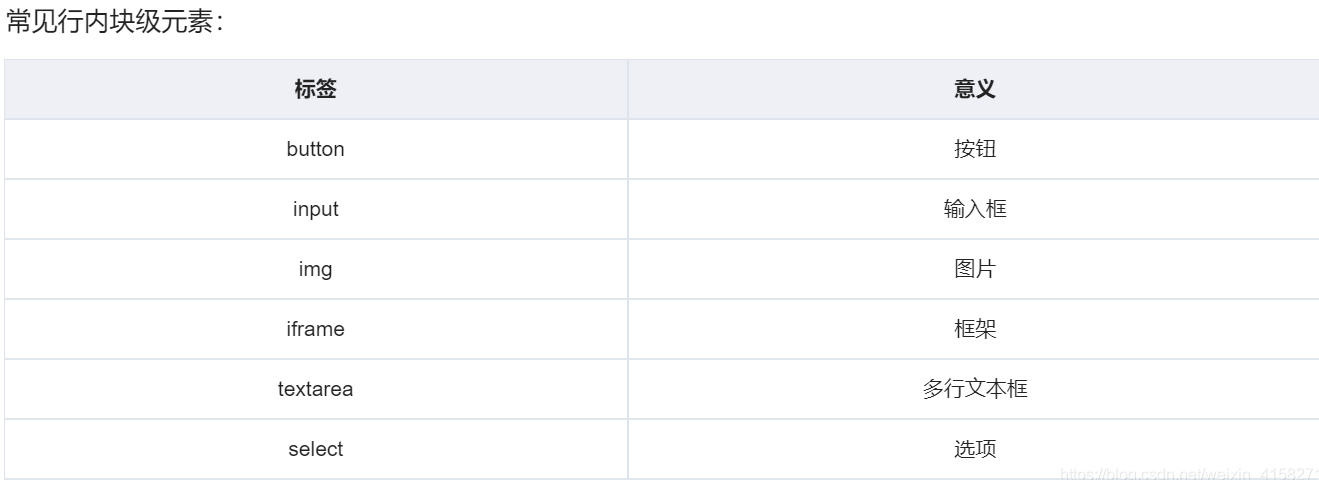 常见行内块级元素：
标签 意义
button 按钮
input 输入框
img 图片
iframe 框架
textarea 多行文本框
select 选项
https://blog.csdn.net/weixin_4158271